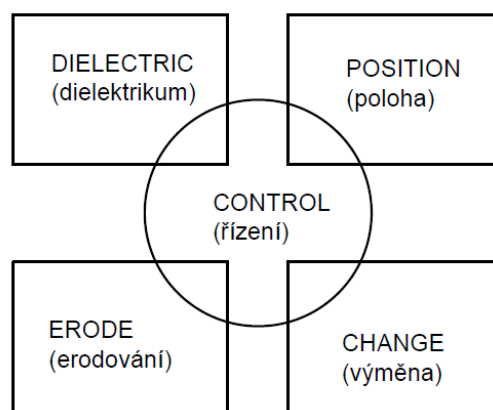 DIELECTRIC
(dielektrikum)
POSITION
(poloha)
CONTROL
(řízení)
ERODE
(erodování)
CHANGE
(výměna)